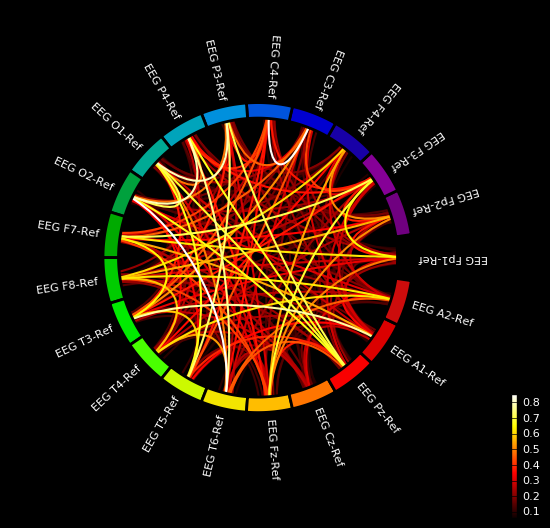 EEG C4-Ref
EEG C3-Ref
EEG F4-Ref
EEG F3-Ref
EEG Fp2-Ref
EEG Fp1-Ref
EEG A2-Ref
EEG A1-Ref
EEG Pz-Ref
EEG Cz-Ref
EEG Fz-Ref
EEG T6-Ref
EEG T5-Ref
EEG T4-Ref
EEG T3-Ref
EEG F8-Ref
EEG F7-Ref
EEG O2-Ref
EEG O1-Ref
EEG P4-Ref
EEG P3-Ref
0.8
0.7
0.6
0.5
0.4
0.3
0.2
0.1